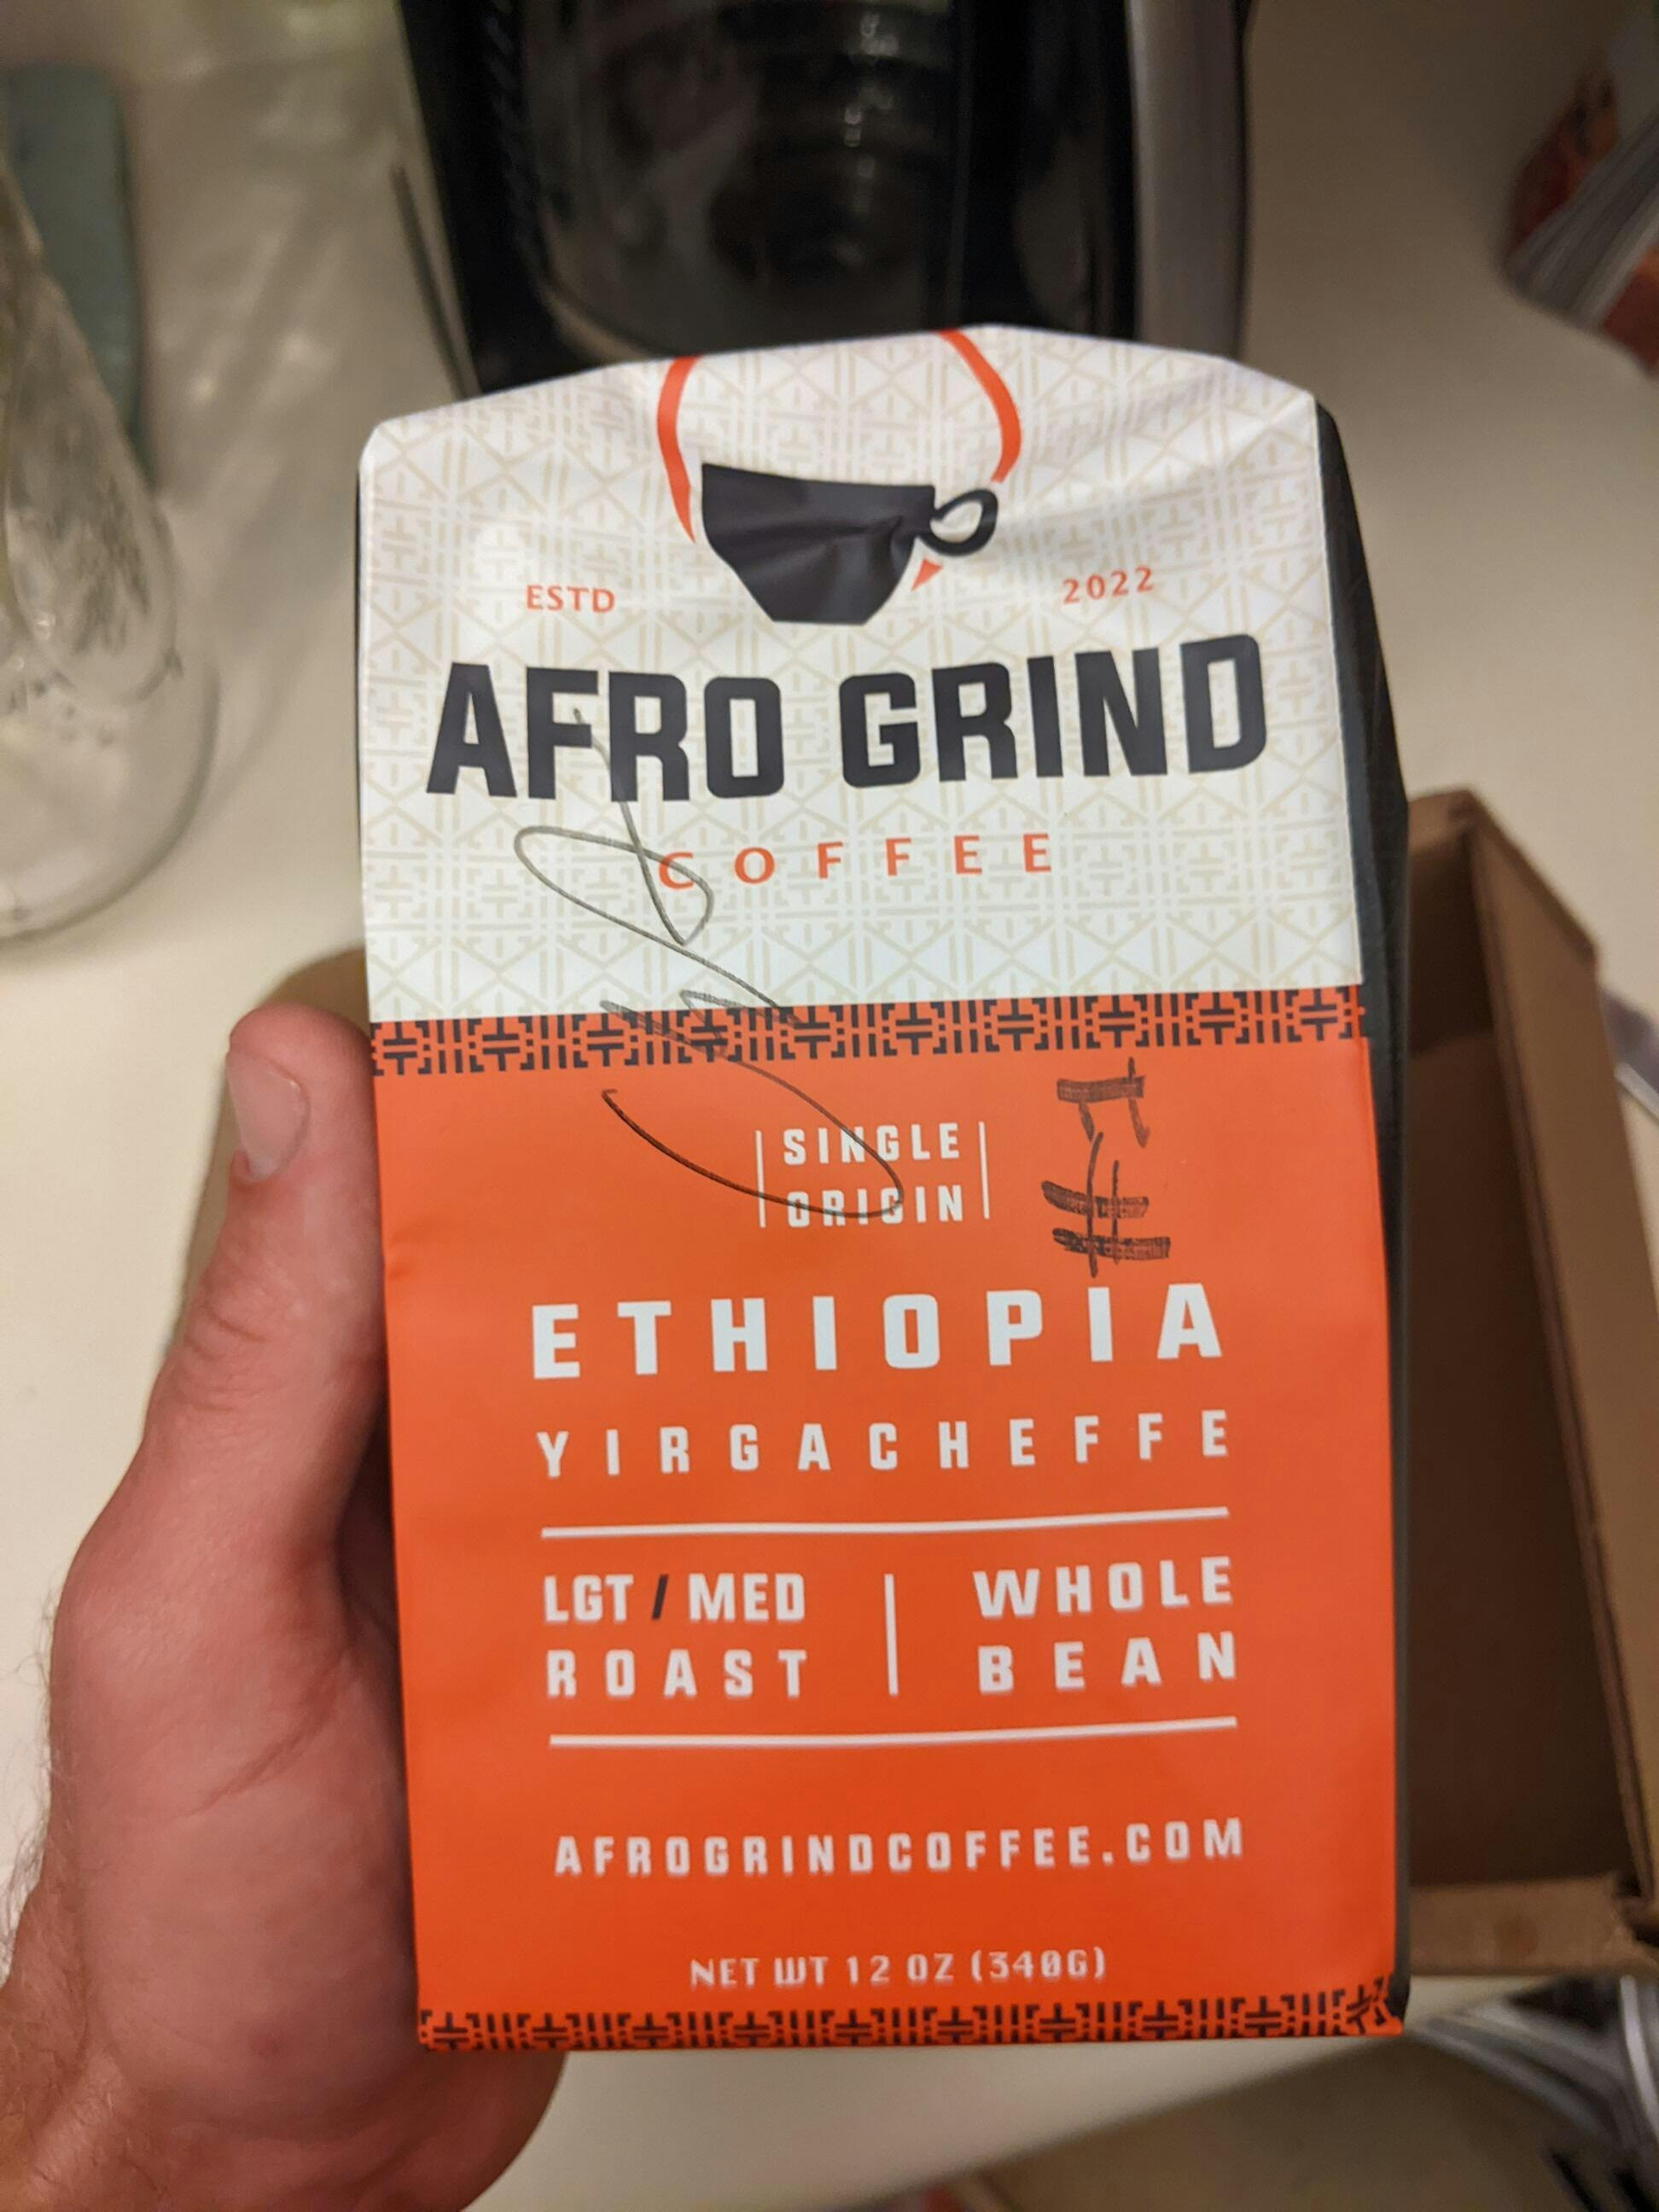 ESTD 2022
AFRO GRIND
COFFEE
SINGLE
ORIGIN
ETHIOPIA
YIRGACHEFFE
LGT / MED
ROAST
WHOLE
BEAN
AFROGRINDCOFFEE.COM
NET WT 12 OZ (340G)